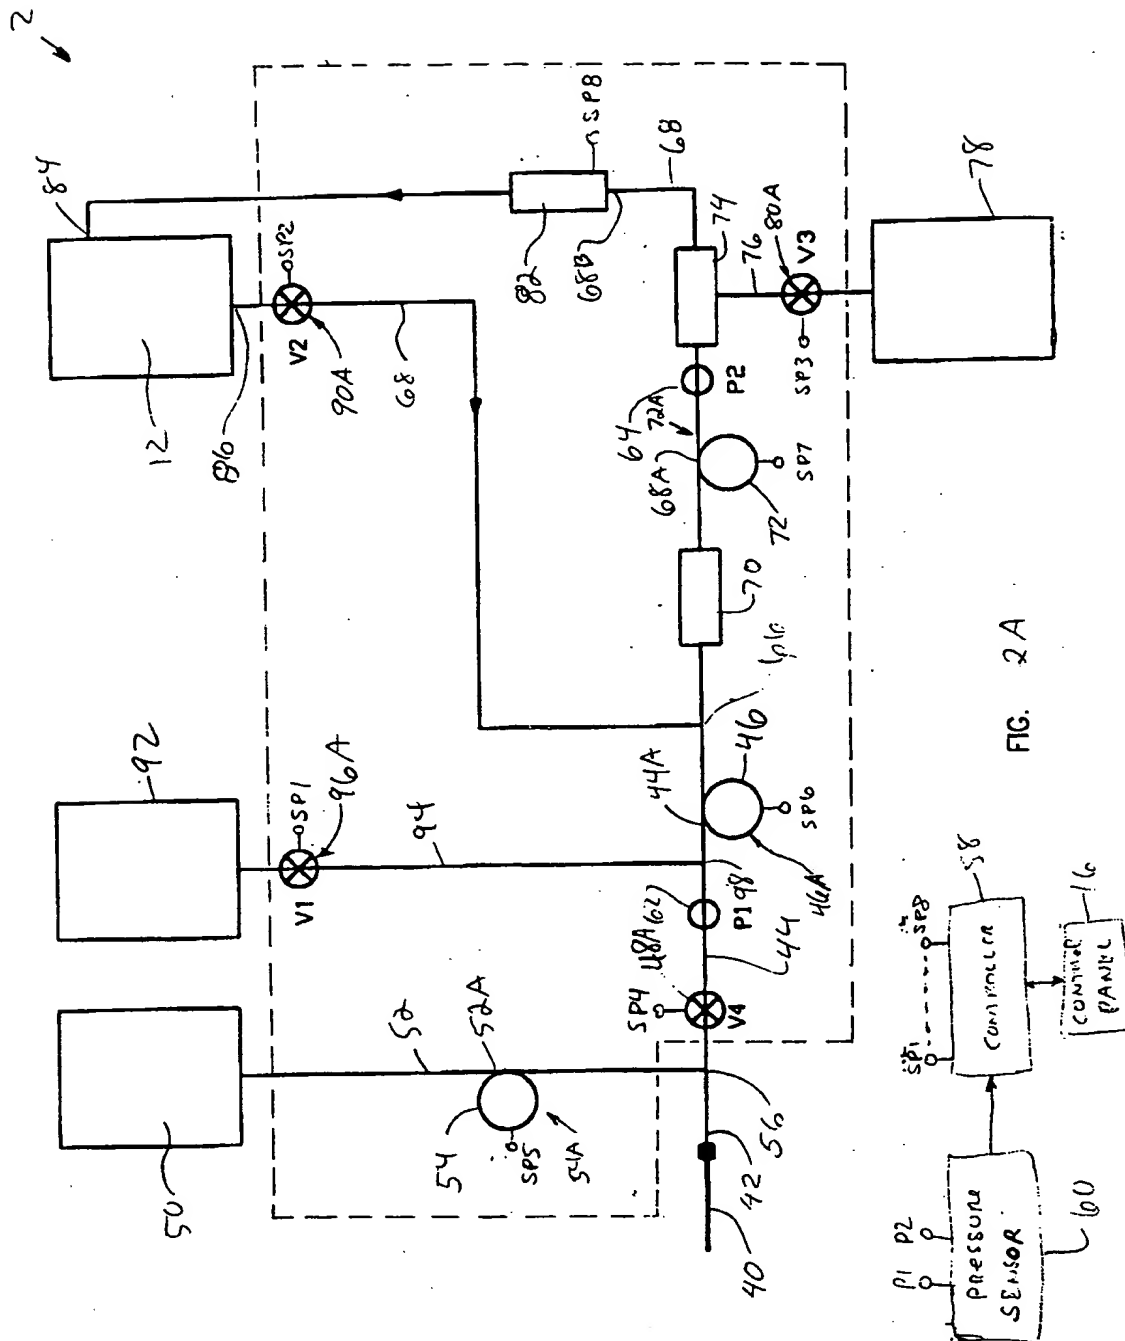 2
84
12
86
SP2
V2
90A
68
SP8
82
68B
68
74
76
80A
V3
SP3
78
P2
64
72A
68A
SP7
72
70
92
SP1
96A
V1
94
46
44A
SP6
46A
98
P1
62
48A
44
SP4
V4
50
52
52A
54
SP5
54A
56
42
40
FIG. 2A
58
SP1
SP8
CONTROLLER
16
CONTROL
PANEL
P1
P2
PRESSURE
SENSOR
60